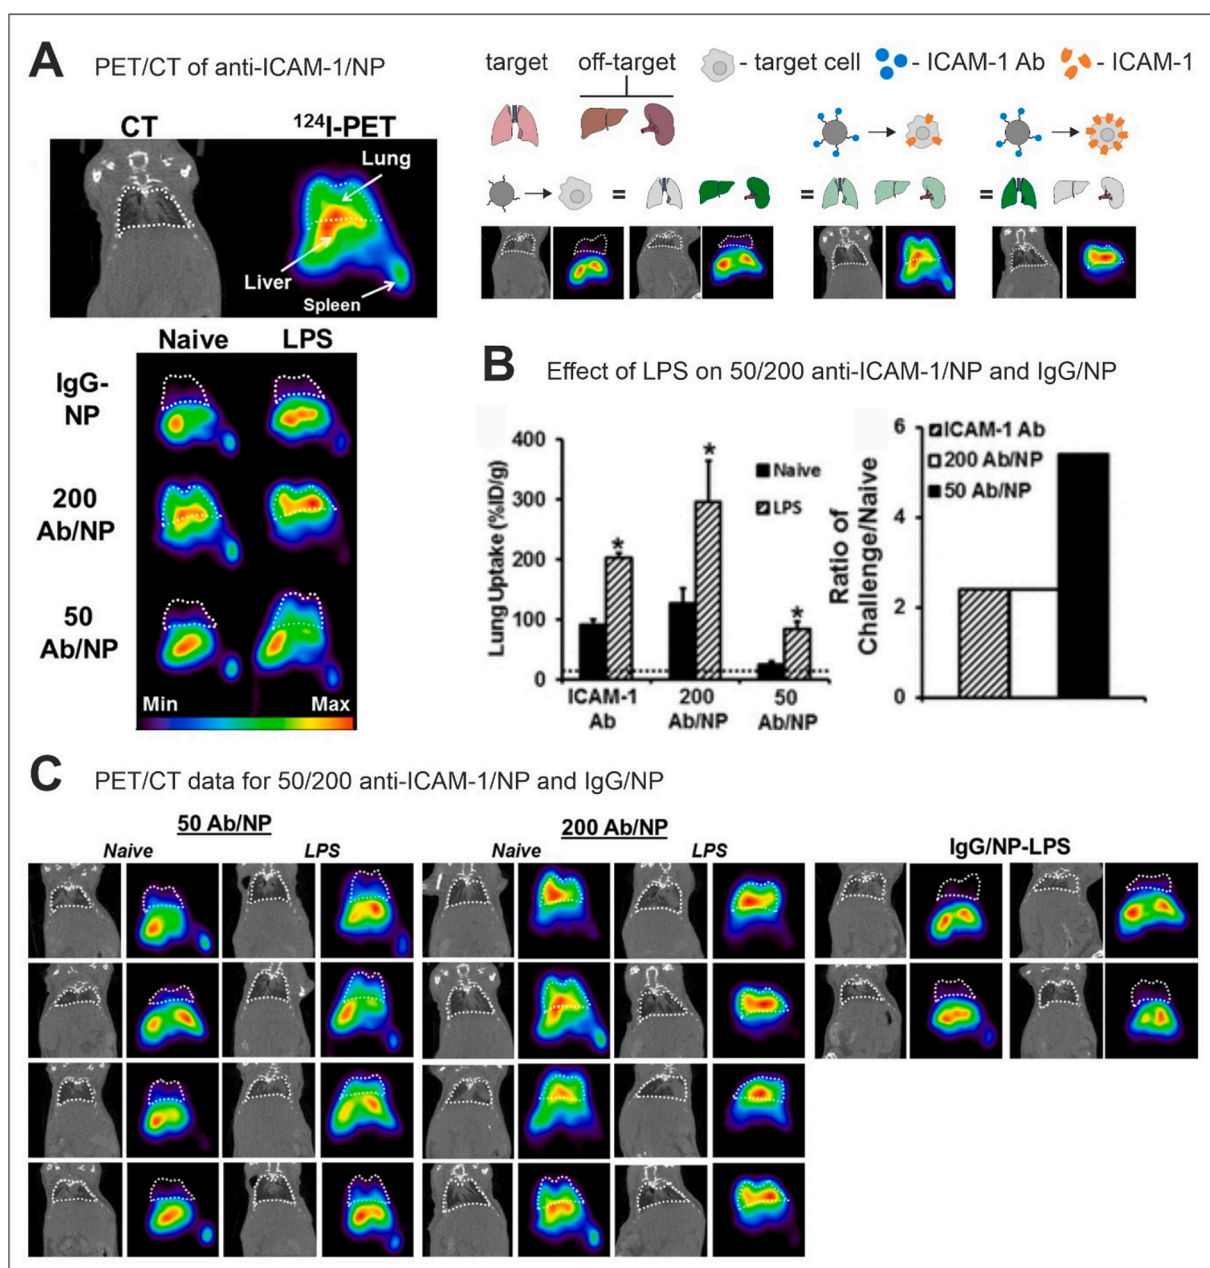 A PET/CT of anti-ICAM-1/NP
CT
¹²⁴I-PET
Lung
Liver
Spleen
Naive LPS
IgG-
NP
200
Ab/NP
50
Ab/NP
Min Max
target off-target - target cell - ICAM-1 Ab - ICAM-1
= = =
B Effect of LPS on 50/200 anti-ICAM-1/NP and IgG/NP
Lung Uptake (%ID/g)
400
300
200
100
0
* * *
Naive
LPS
ICAM-1
Ab
200
Ab/NP
50
Ab/NP
Ratio of
Challenge/Naive
6
4
2
0
ICAM-1 Ab
200 Ab/NP
50 Ab/NP
C PET/CT data for 50/200 anti-ICAM-1/NP and IgG/NP
50 Ab/NP 200 Ab/NP IgG/NP-LPS
Naive LPS Naive LPS